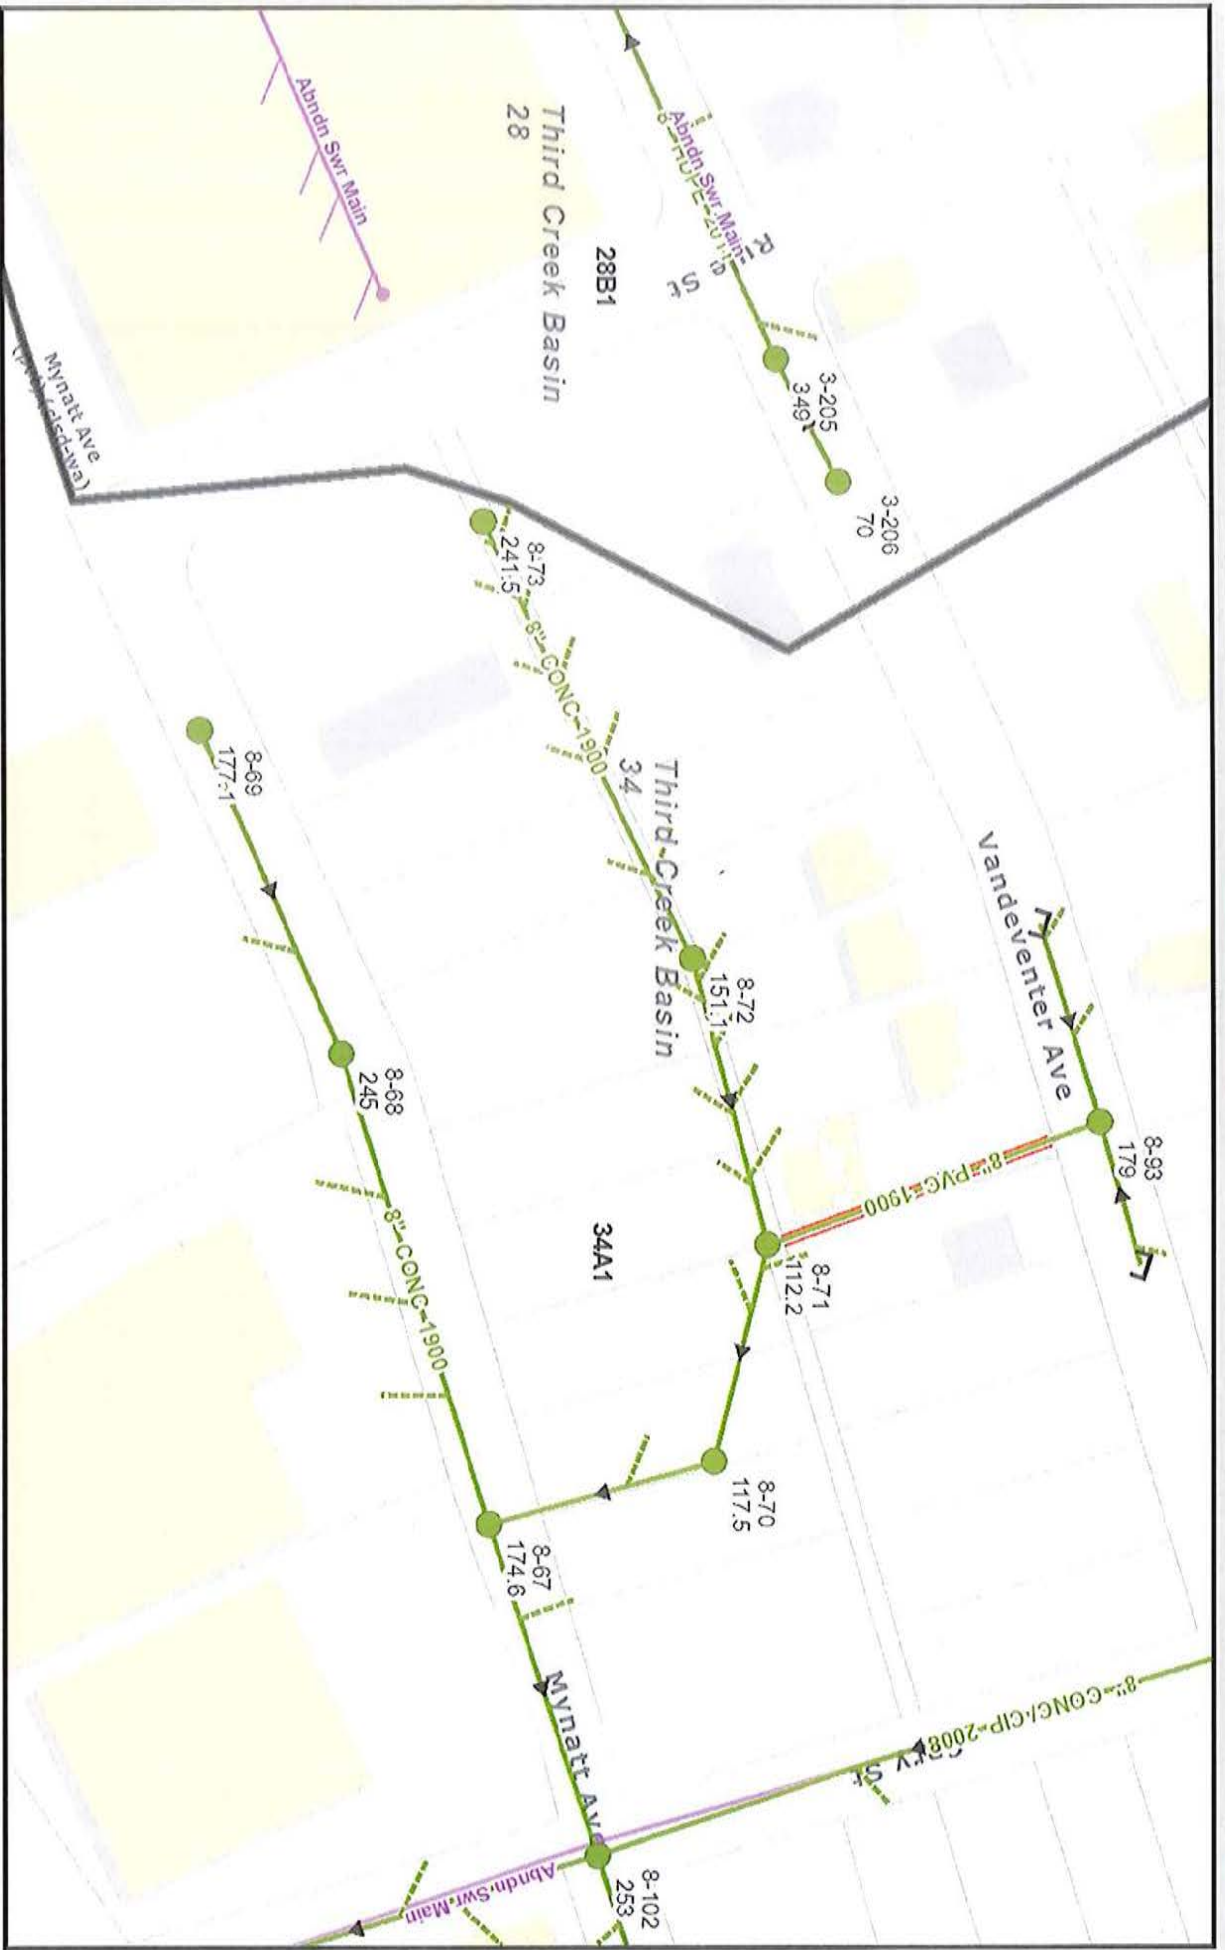 Abndn Swr Main
Third Creek Basin
28
28B1
Abndn Swr Main
3-205
349
3-206
70
Mynatt Ave
8-73
241.5
8"-CONC-1900
Third Creek Basin
34
8-69
177.1
8-72
151.1
Vandeventer Ave
8-93
179
8"-PVC-1900
8-68
245
8"-CONC-1900
34A1
8-71
112.2
8-70
117.5
8-67
174.6
Mynatt Ave
8"-CONC/CIP-2008
St
Abndn Swr Main
8-102
253